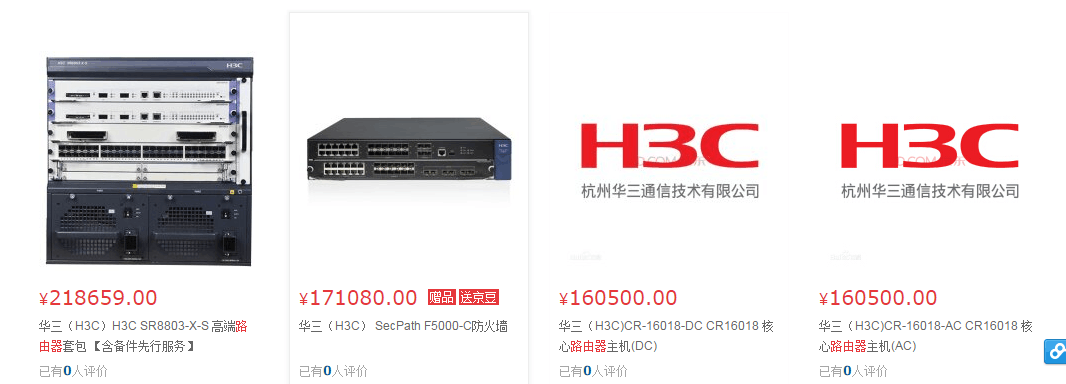 H3C
H3C
H3C
杭州华三通信技术有限公司
H3C
杭州华三通信技术有限公司
¥218659.00
华三（H3C）H3C SR8803-X-S 高端路
由器套包 【含备件先行服务】
已有0人评价
¥171080.00 赠品 送京豆
华三（H3C） SecPath F5000-C防火墙
已有0人评价
¥160500.00
华三（H3C)CR-16018-DC CR16018 核
心路由器主机(DC)
已有0人评价
¥160500.00
华三（H3C)CR-16018-AC CR16018 核
心路由器主机(AC)
已有0人评价